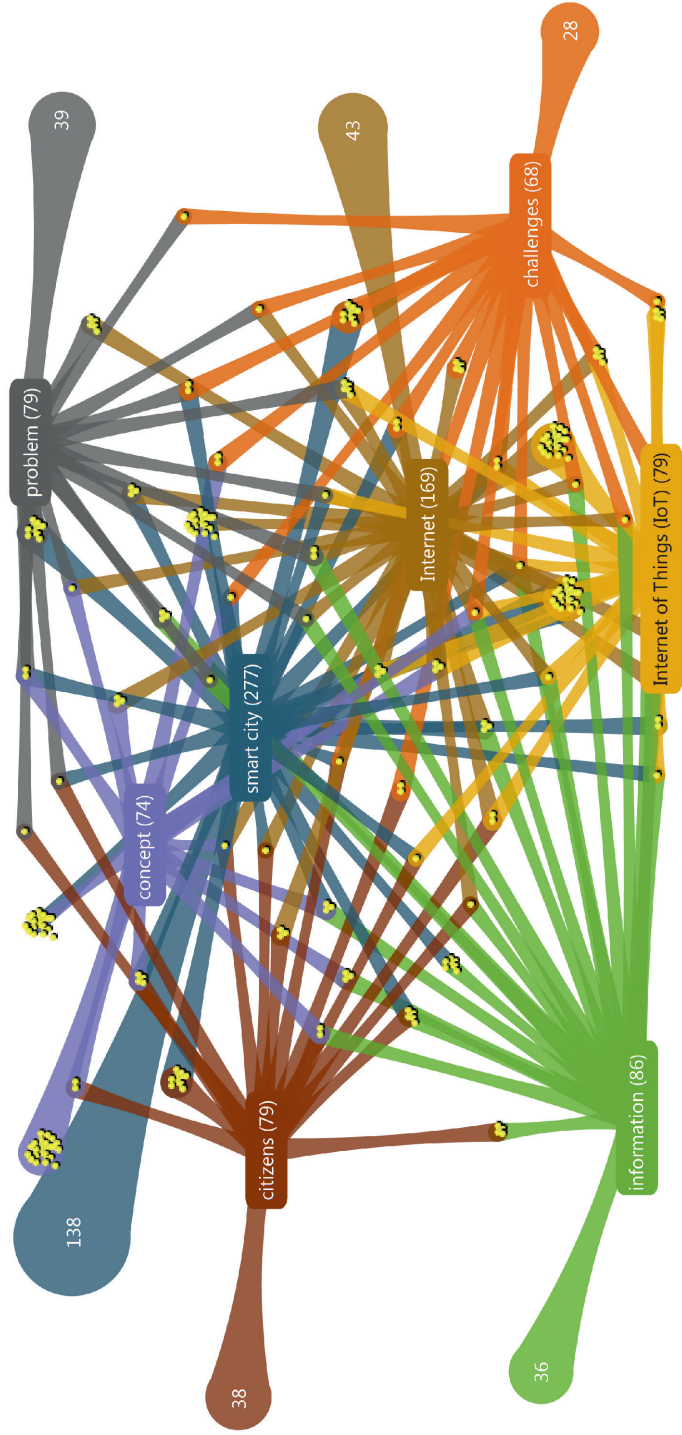 28
39
43
challenges (68)
problem (79)
Internet (169)
Internet of Things (IoT) (79)
smart city (277)
concept (74)
citizens (79)
information (86)
138
36
38